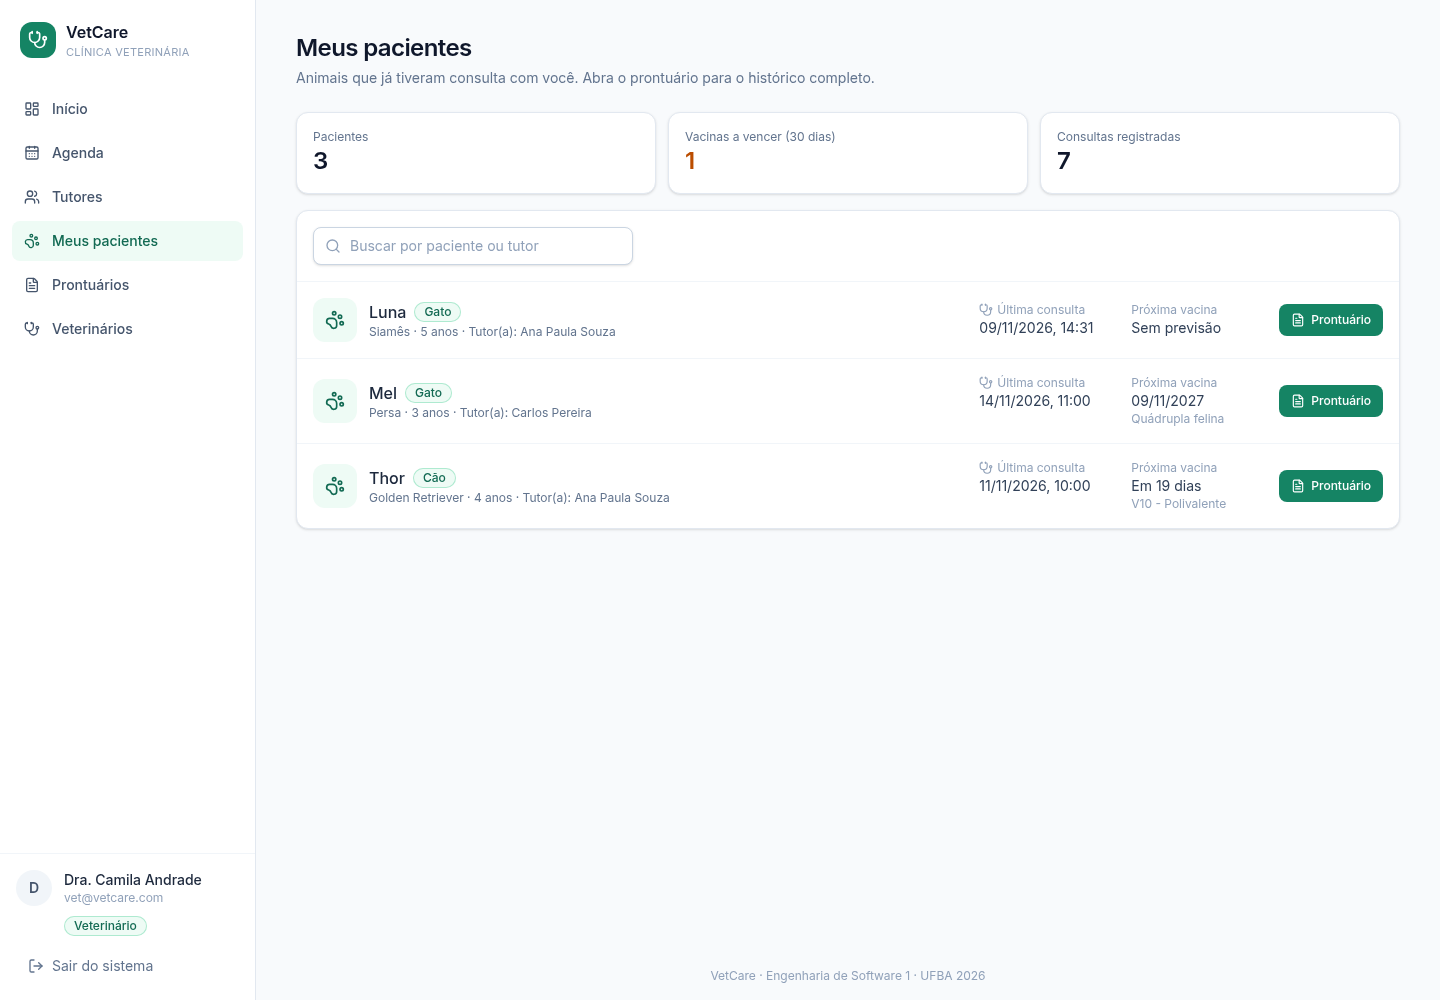 VetCare
CLÍNICA VETERINÁRIA
Início
Agenda
Tutores
Meus pacientes
Prontuários
Veterinários
Dra. Camila Andrade
D
vet@vetcare.com
Veterinário
Sair do sistema
Meus pacientes
Animais que já tiveram consulta com você. Abra o prontuário para o histórico completo.
Pacientes
3
Vacinas a vencer (30 dias)
1
Consultas registradas
7
Buscar por paciente ou tutor
Luna Gato
Siamês · 5 anos · Tutor(a): Ana Paula Souza
Última consulta
09/11/2026, 14:31
Próxima vacina
Sem previsão
Prontuário
Mel Gato
Persa · 3 anos · Tutor(a): Carlos Pereira
Última consulta
14/11/2026, 11:00
Próxima vacina
09/11/2027
Quádrupla felina
Prontuário
Thor Cão
Golden Retriever · 4 anos · Tutor(a): Ana Paula Souza
Última consulta
11/11/2026, 10:00
Próxima vacina
Em 19 dias
V10 - Polivalente
Prontuário
VetCare · Engenharia de Software 1 · UFBA 2026